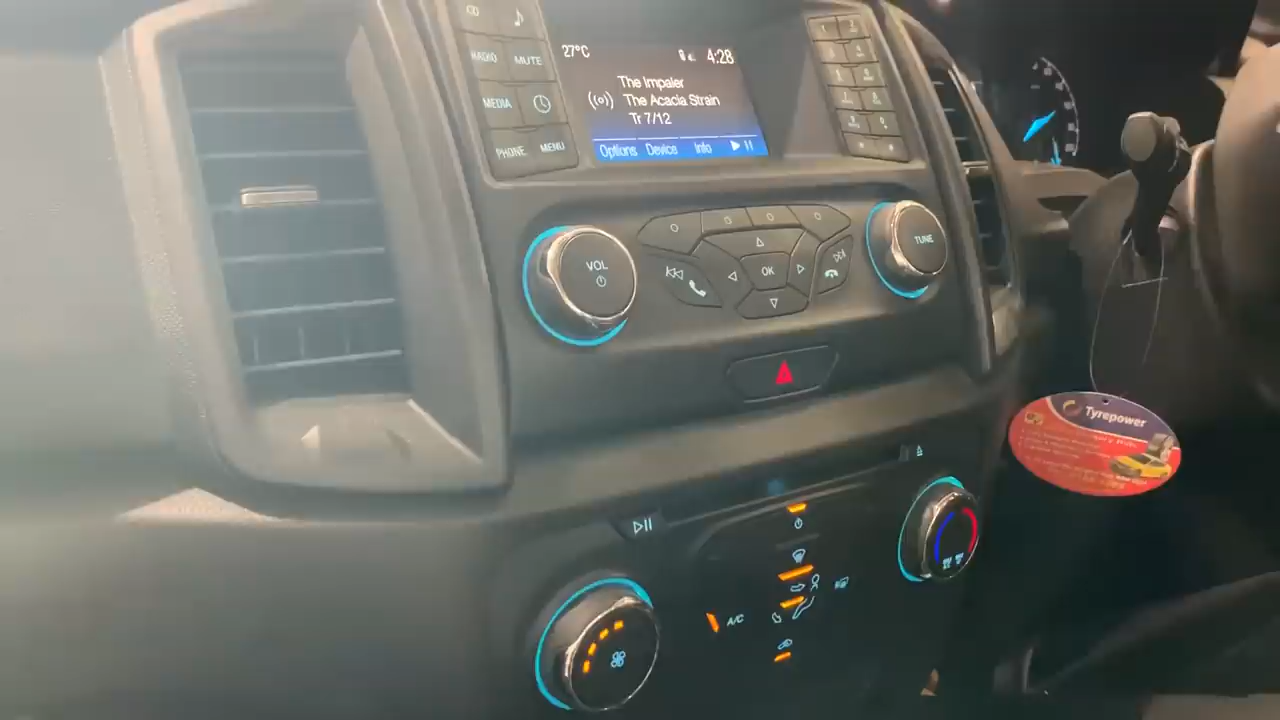 CD
RADIO
MUTE
MEDIA
PHONE
MENU
27°C
4:28
The Impaler
The Acacia Strain
Tr 7/12
Options Device Info
VOL
OK
TUNE
Tyrepower
A/C